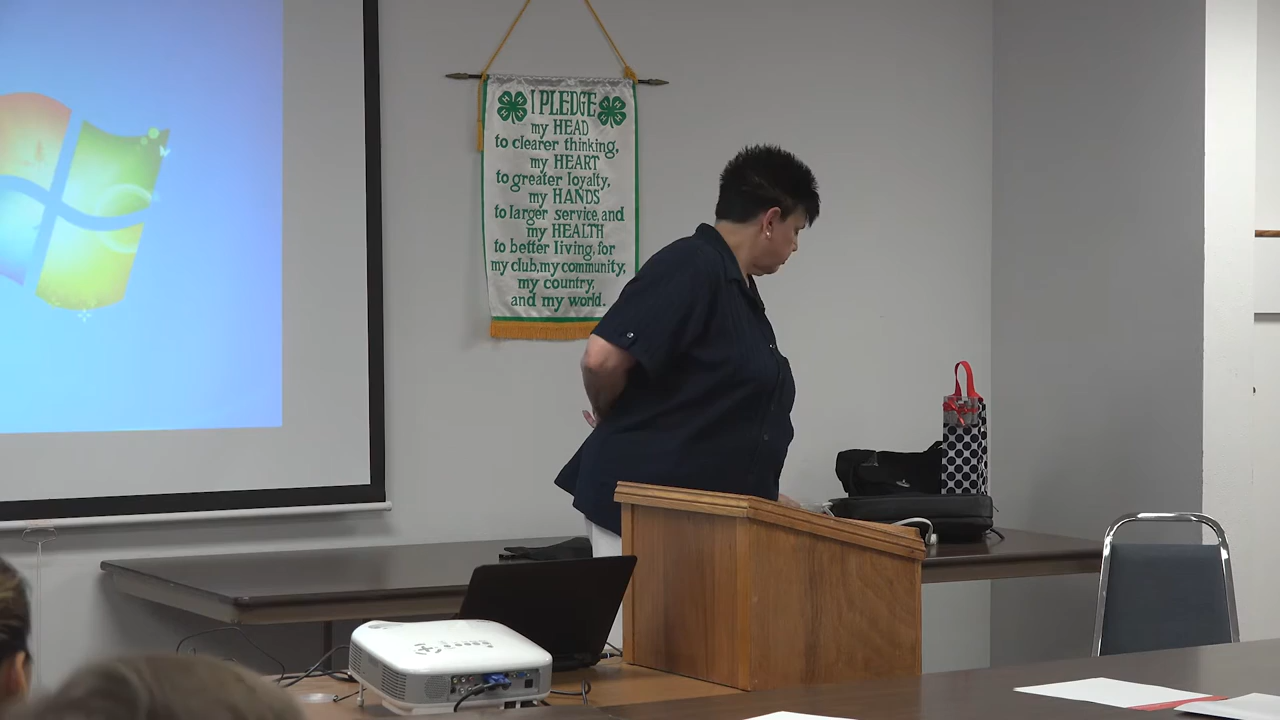 I PLEDGE
my HEAD
to clearer thinking,
my HEART
to greater loyalty,
my HANDS
to larger service, and
my HEALTH
to better living, for
my club, my community,
my country,
and my world.